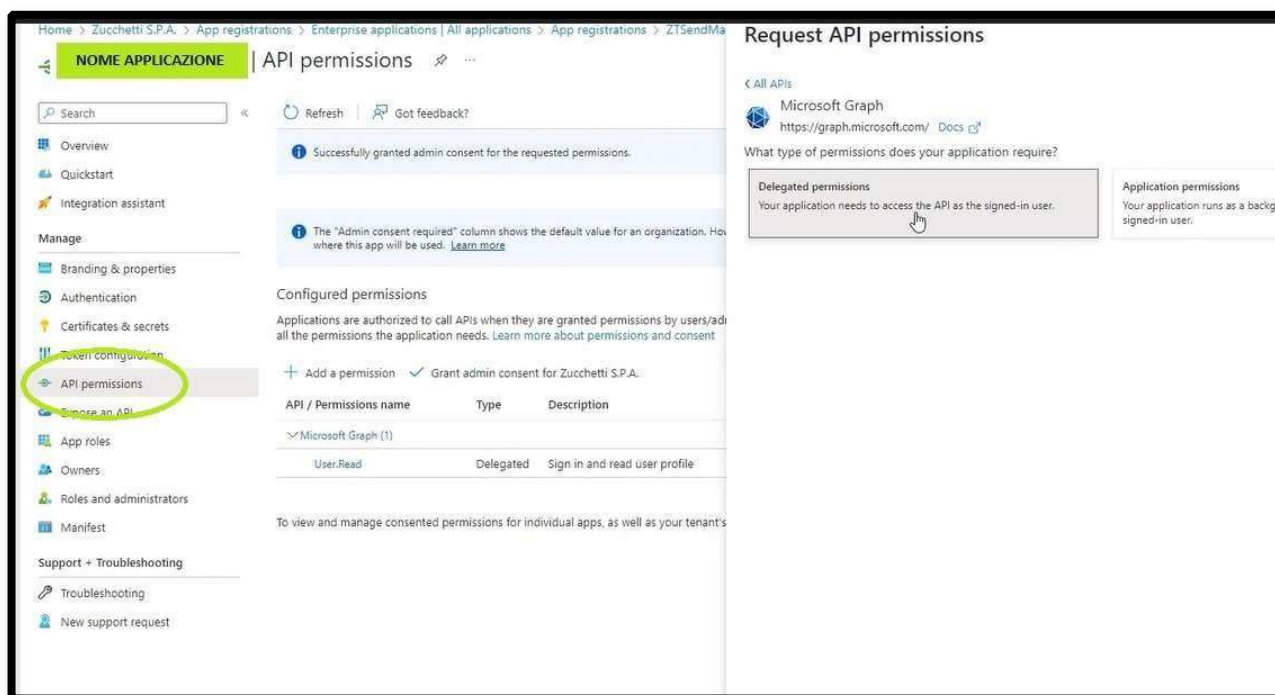 Home > Zucchetti S.P.A. > App registrations > Enterprise applications | All applications > App registrations > ZTSendMa
NOME APPLICAZIONE | API permissions
Search
Refresh
Got feedback?
Overview
Quickstart
Integration assistant
Manage
Branding & properties
Authentication
Certificates & secrets
Token configuration
API permissions
Expose an API
App roles
Owners
Roles and administrators
Manifest
Support + Troubleshooting
Troubleshooting
New support request
Successfully granted admin consent for the requested permissions.
The "Admin consent required" column shows the default value for an organization. How
where this app will be used. Learn more
Configured permissions
Applications are authorized to call APIs when they are granted permissions by users/ad
all the permissions the application needs. Learn more about permissions and consent
Add a permission
Grant admin consent for Zucchetti S.P.A.
API / Permissions name Type Description
Microsoft Graph (1)
User.Read Delegated Sign in and read user profile
To view and manage consented permissions for individual apps, as well as your tenant's
Request API permissions
All APIs
Microsoft Graph
https://graph.microsoft.com/ Docs
What type of permissions does your application require?
Delegated permissions
Your application needs to access the API as the signed-in user.
Application permissions
Your application runs as a backg
signed-in user.